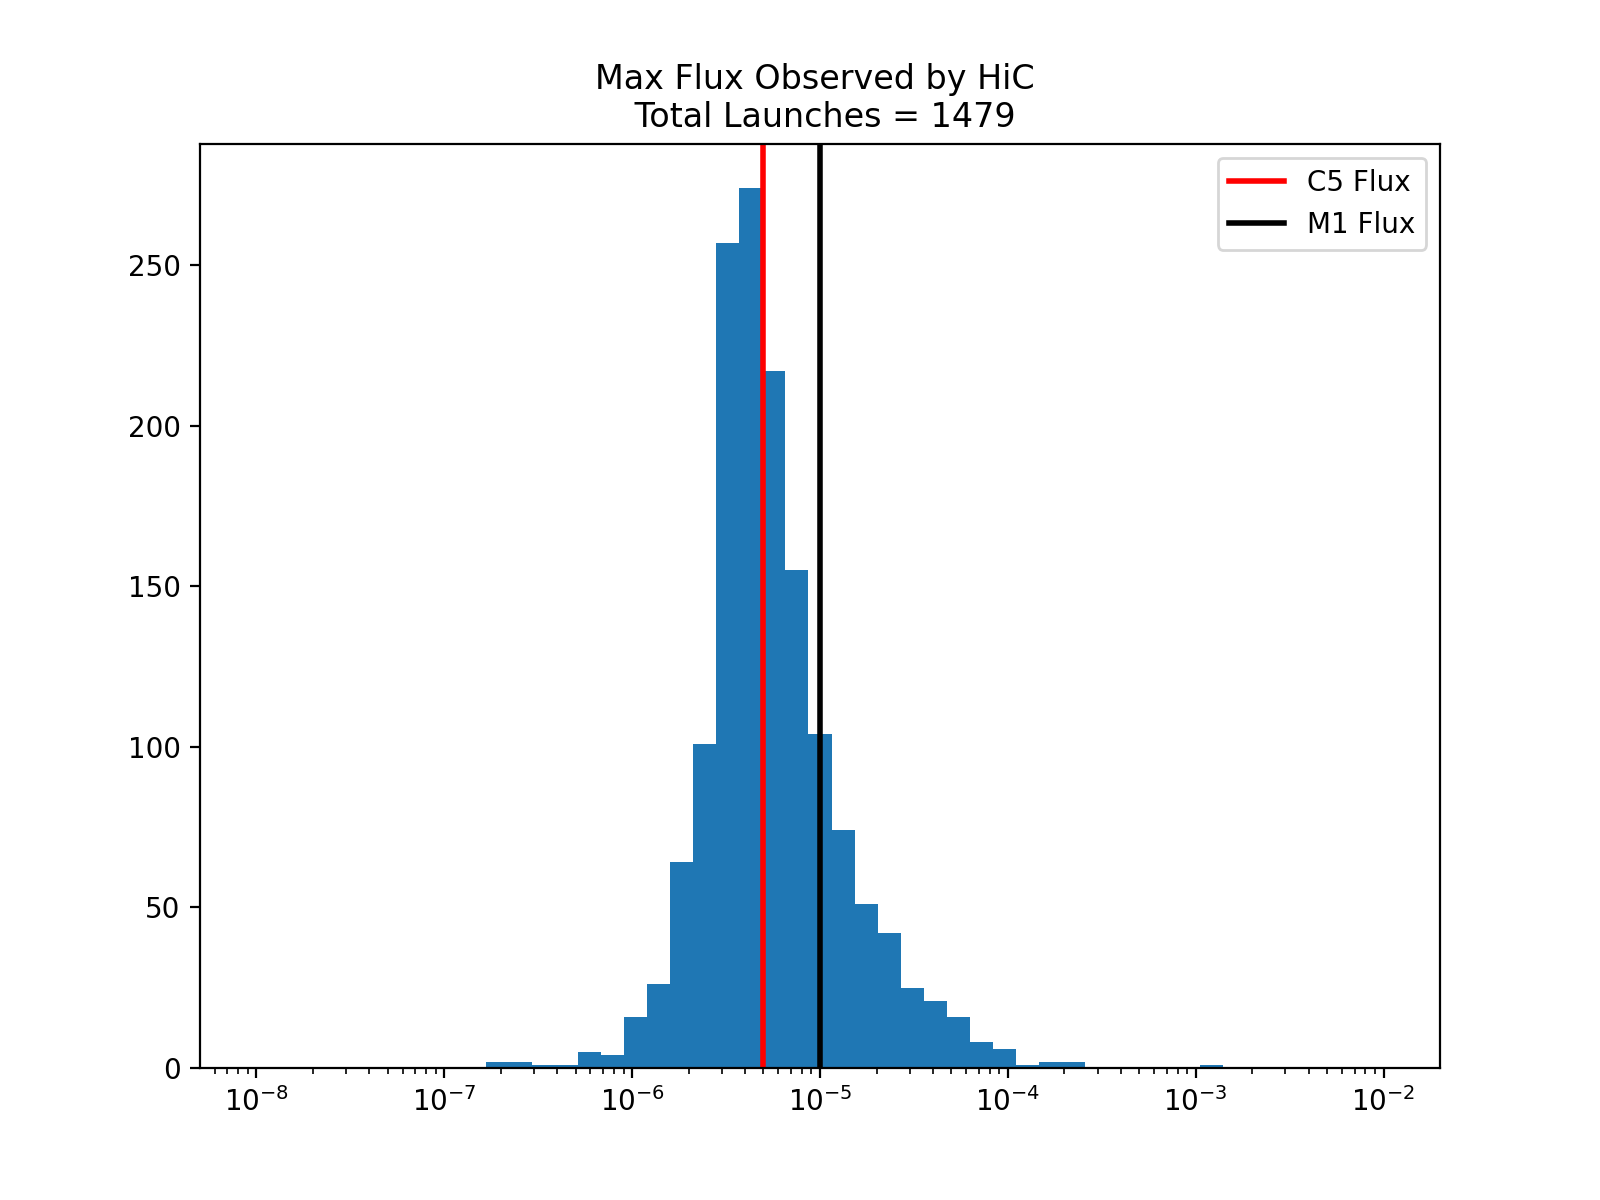 Max Flux Observed by HiC
Total Launches = 1479
C5 Flux
M1 Flux
250
200
150
100
50
0
10⁻⁸ 10⁻⁷ 10⁻⁶ 10⁻⁵ 10⁻⁴ 10⁻³ 10⁻²